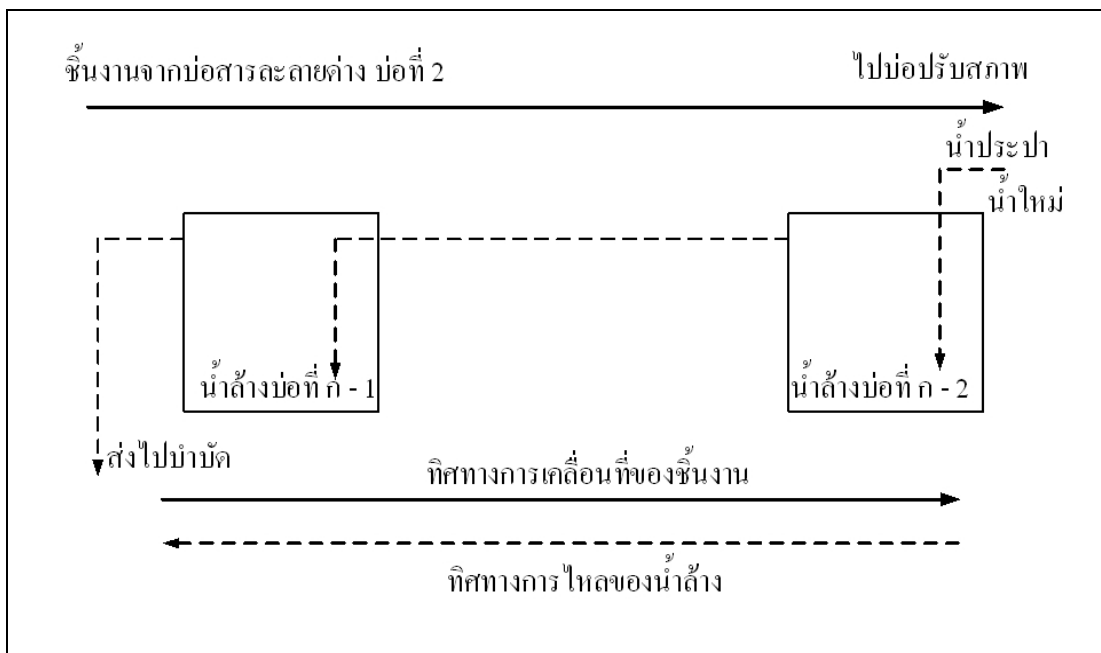 ชิ้นงานจากบ่อสารละลายด่าง บ่อที่ 2
ไปบ่อปรับสภาพ
น้ำประปา
น้ำใหม่
น้ำล้างบ่อที่ ก - 1
น้ำล้างบ่อที่ ก - 2
ส่งไปบำบัด
ทิศทางการเคลื่อนที่ของชิ้นงาน
ทิศทางการไหลของน้ำล้าง